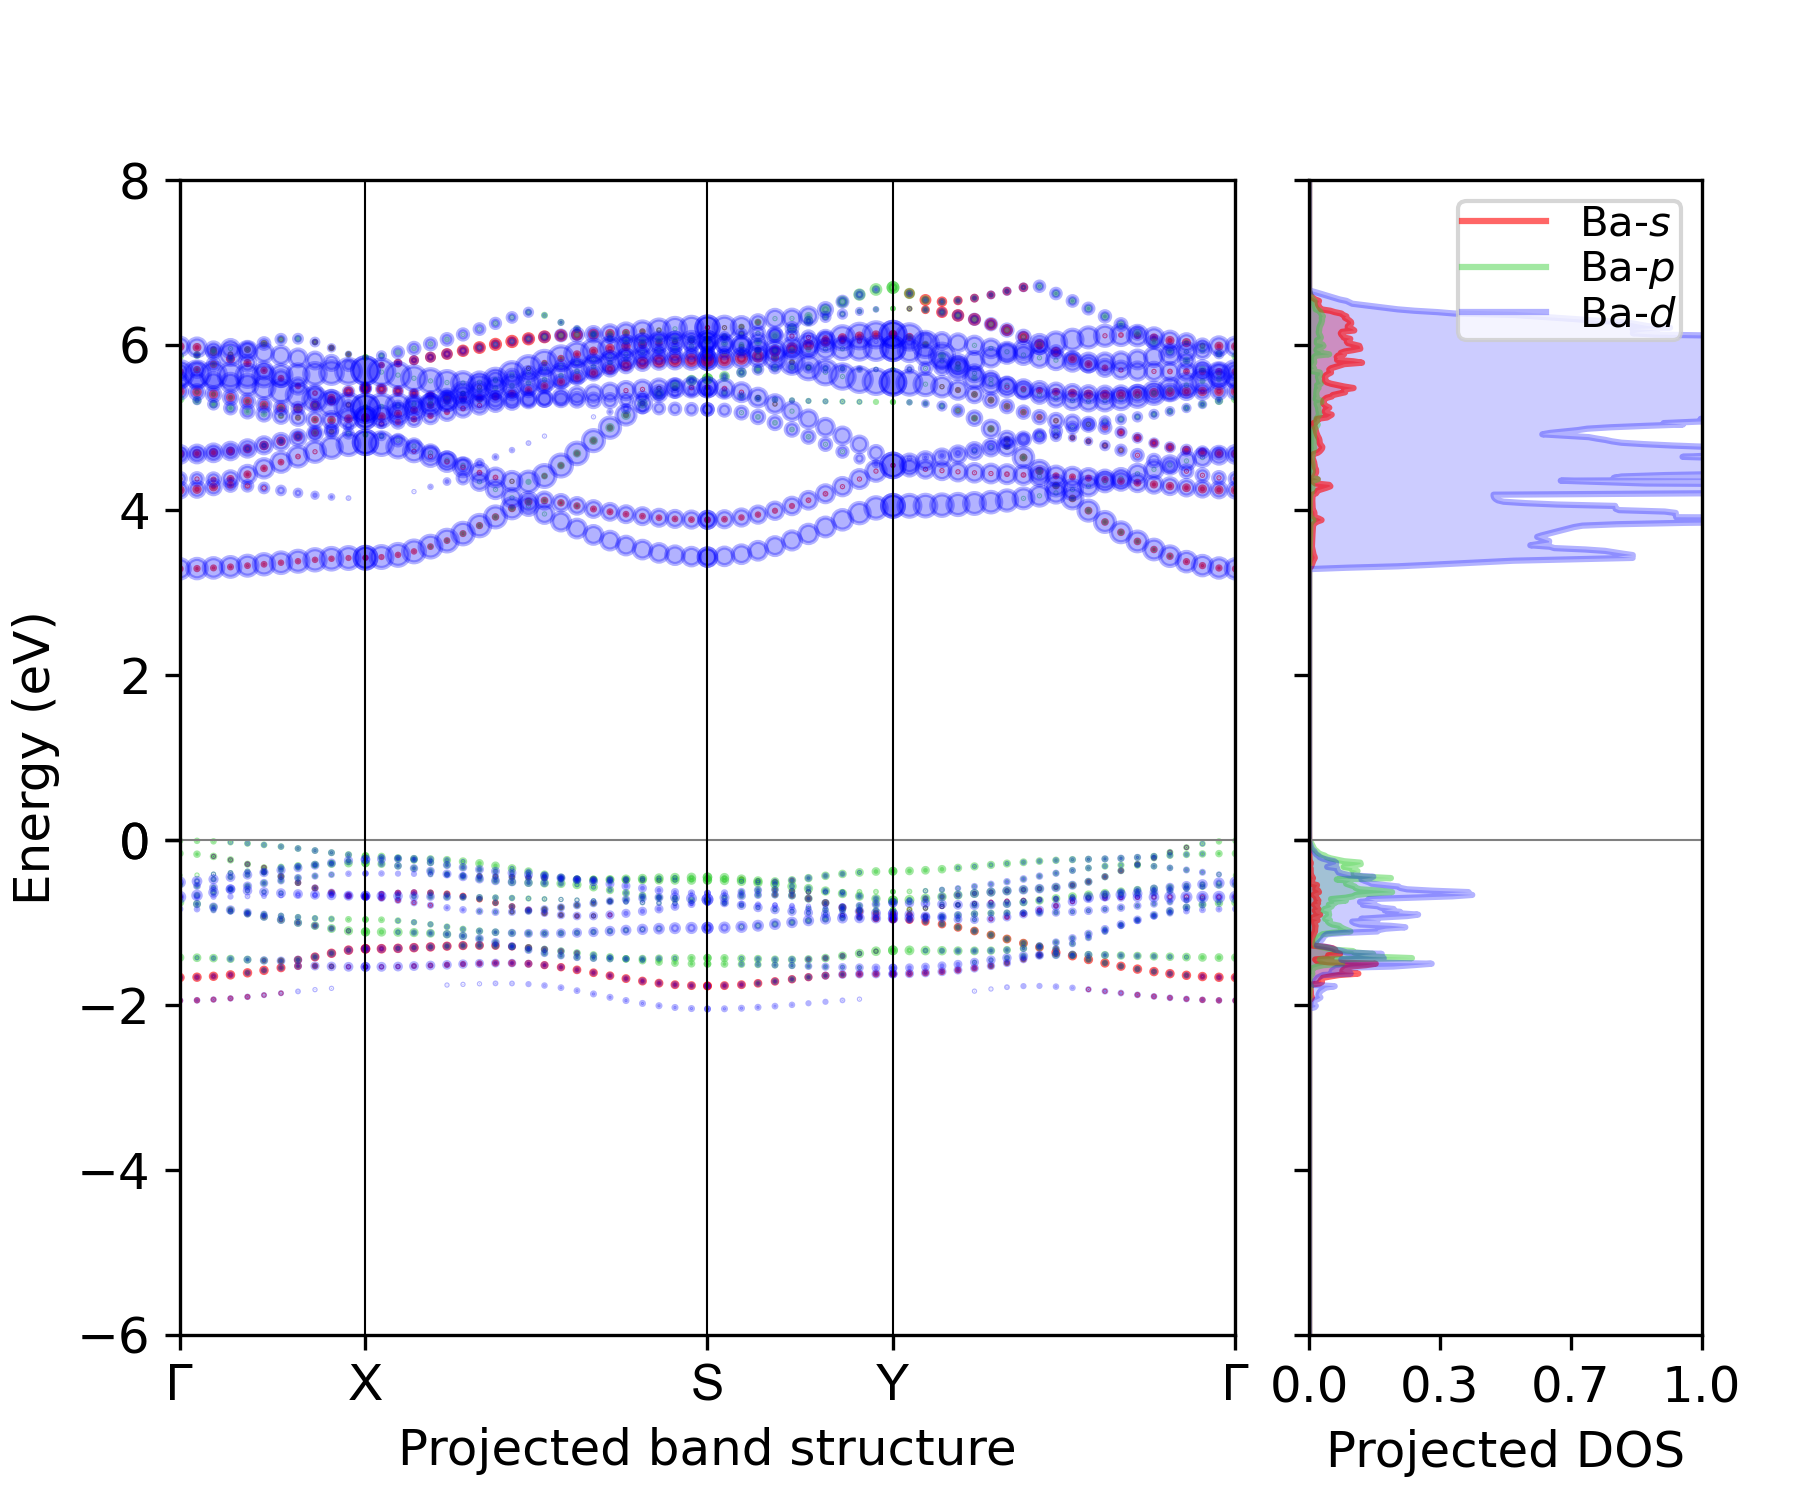 8
6
4
2
0
−2
−4
−6
Energy (eV)
Γ
X
S
Y
Γ
Projected band structure
Ba-s
Ba-p
Ba-d
0.0
0.3
0.7
1.0
Projected DOS